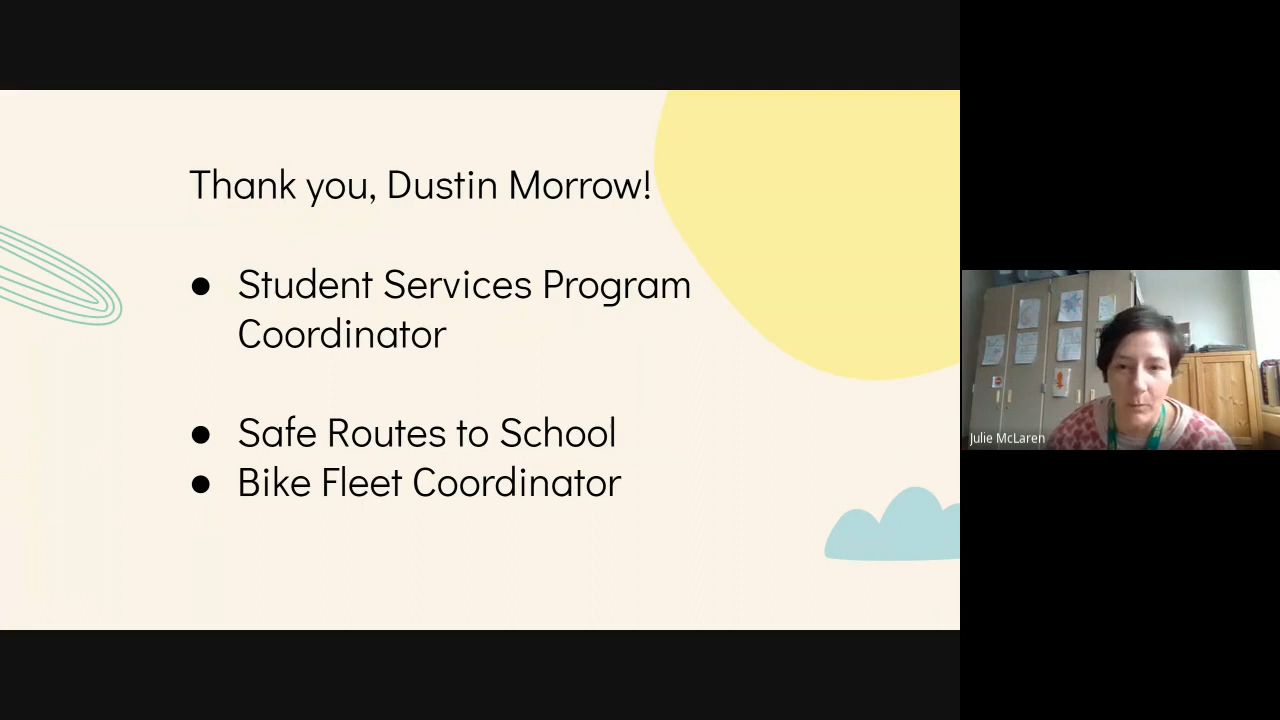 Thank you, Dustin Morrow!
● Student Services Program
Coordinator
● Safe Routes to School
● Bike Fleet Coordinator
Julie McLaren